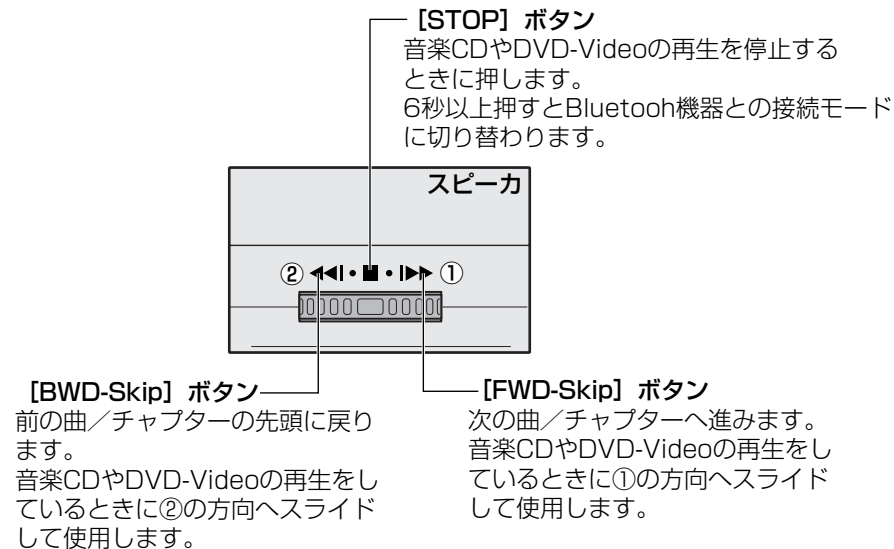 ［STOP］ボタン
音楽CDやDVD-Videoの再生を停止する
ときに押します。
6秒以上押すとBluetooh機器との接続モード
に切り替わります。
スピーカ
② ①
［BWD-Skip］ボタン
前の曲／チャプターの先頭に戻り
ます。
音楽CDやDVD-Videoの再生をし
ているときに②の方向へスライド
して使用します。
［FWD-Skip］ボタン
次の曲／チャプターへ進みます。
音楽CDやDVD-Videoの再生をし
ているときに①の方向へスライド
して使用します。